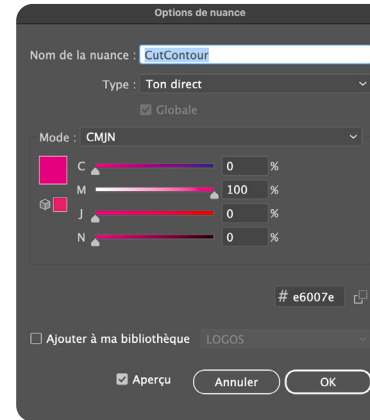 Options de nuance
Nom de la nuance : CutContour
Type : Ton direct
Globale
Mode : CMJN
C 0 %
M 100 %
J 0 %
N 0 %
# e6007e
Ajouter à ma bibliothèque LOGOS
Aperçu Annuler OK